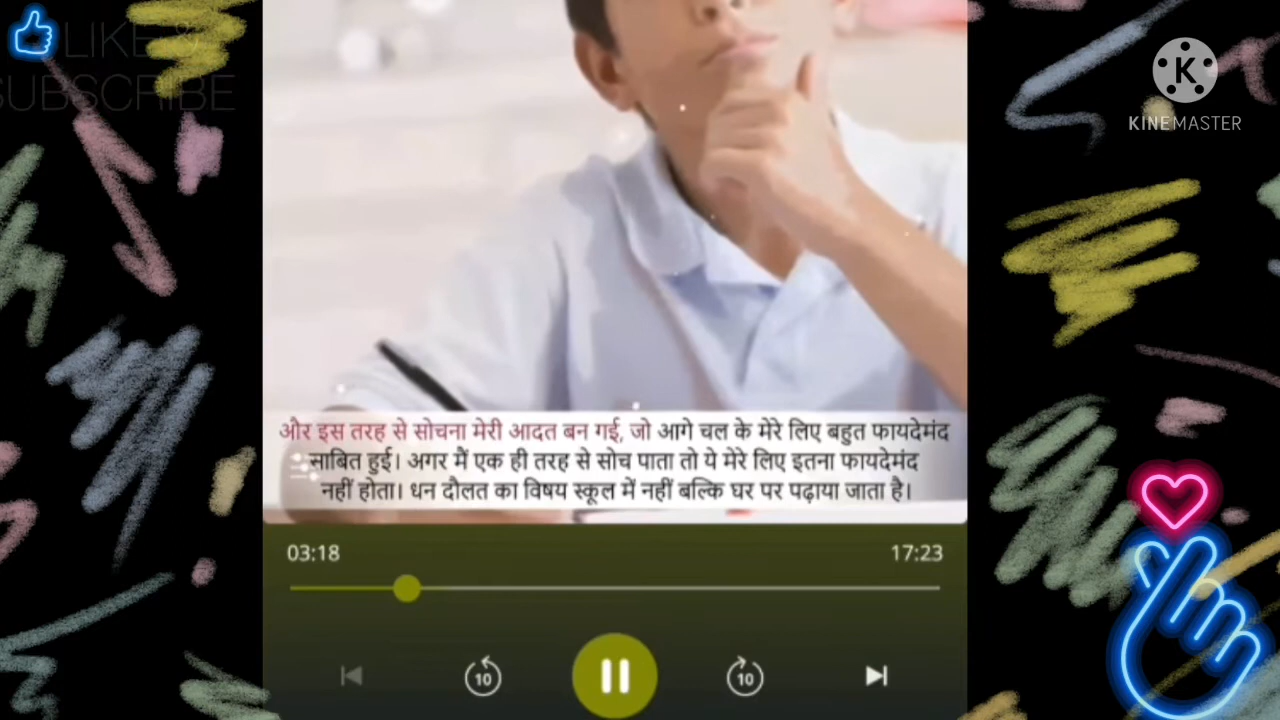 LIKE &
SUBSCRIBE
K
KINEMASTER
और इस तरह से सोचना मेरी आदत बन गई, जो आगे चल के मेरे लिए बहुत फायदेमंद
साबित हुई। अगर मैं एक ही तरह से सोच पाता तो ये मेरे लिए इतना फायदेमंद
नहीं होता। धन दौलत का विषय स्कूल में नहीं बल्कि घर पर पढ़ाया जाता है।
03:18 17:23
10 10